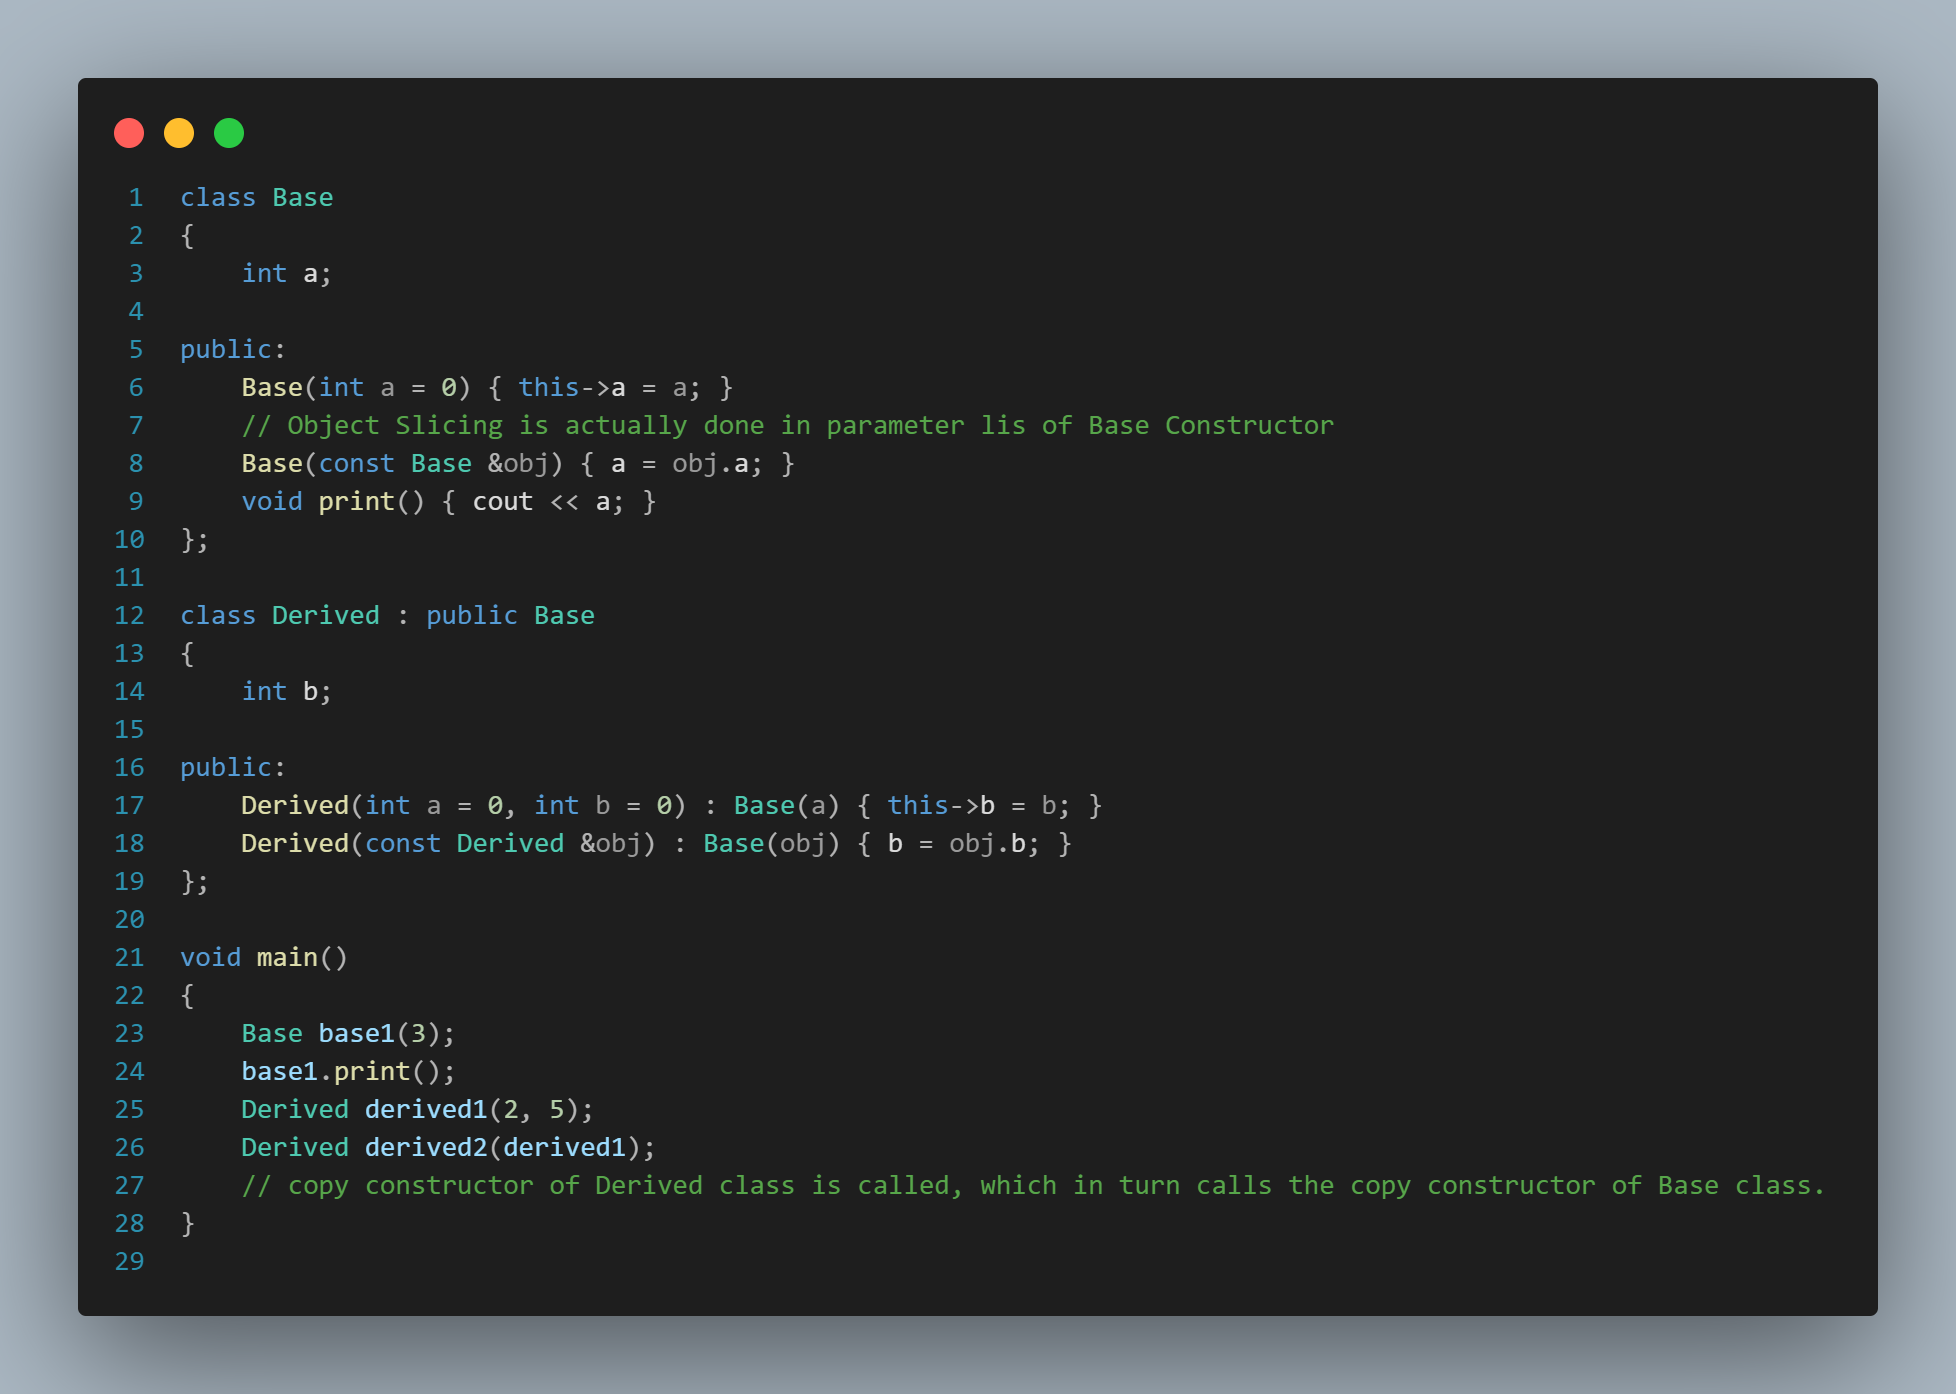 1 class Base
2 {
3     int a;
4
5 public:
6     Base(int a = 0) { this->a = a; }
7     // Object Slicing is actually done in parameter lis of Base Constructor
8     Base(const Base &obj) { a = obj.a; }
9     void print() { cout << a; }
10 };
11
12 class Derived : public Base
13 {
14     int b;
15
16 public:
17     Derived(int a = 0, int b = 0) : Base(a) { this->b = b; }
18     Derived(const Derived &obj) : Base(obj) { b = obj.b; }
19 };
20
21 void main()
22 {
23     Base base1(3);
24     base1.print();
25     Derived derived1(2, 5);
26     Derived derived2(derived1);
27     // copy constructor of Derived class is called, which in turn calls the copy constructor of Base class.
28 }
29